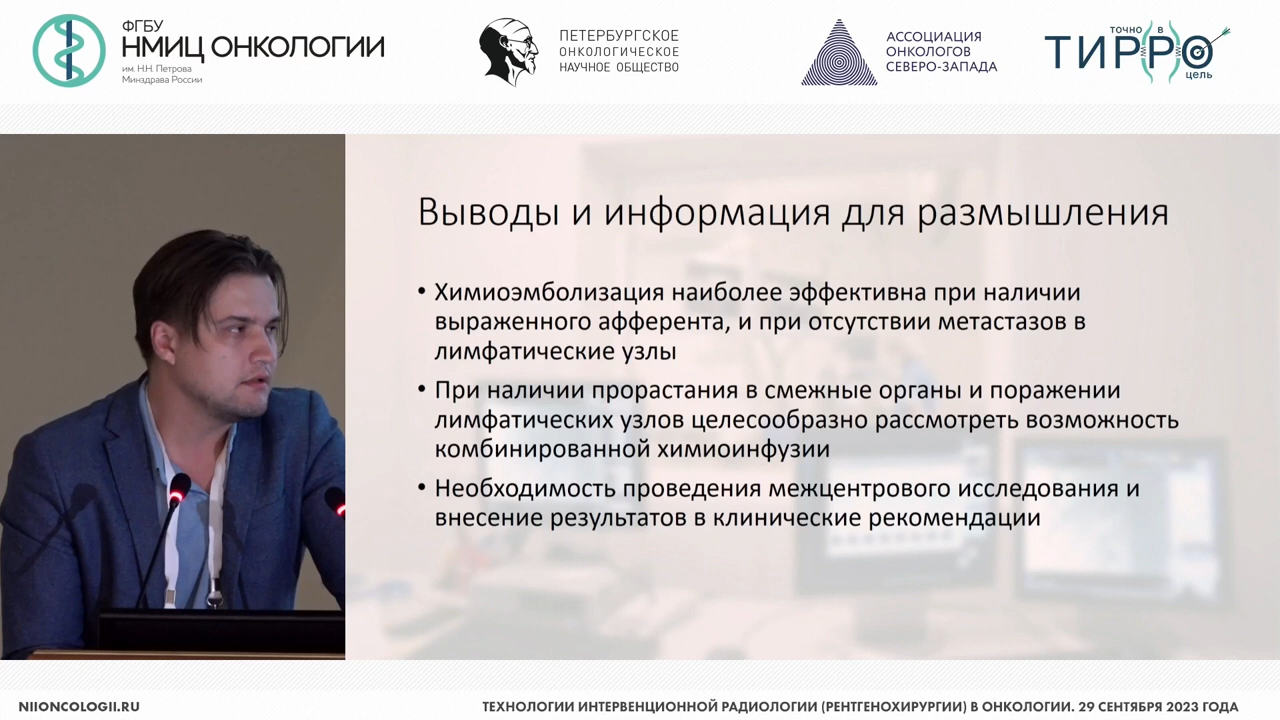 ФГБУ
НМИЦ ОНКОЛОГИИ
им. Н.Н. Петрова
Минздрава России
ПЕТЕРБУРГСКОЕ
ОНКОЛОГИЧЕСКОЕ
НАУЧНОЕ ОБЩЕСТВО
АССОЦИАЦИЯ
ОНКОЛОГОВ
СЕВЕРО-ЗАПАДА
ТОЧНО В
ТИРРО
цель
Выводы и информация для размышления
• Химиоэмболизация наиболее эффективна при наличии
выраженного афферента, и при отсутствии метастазов в
лимфатические узлы
• При наличии прорастания в смежные органы и поражении
лимфатических узлов целесообразно рассмотреть возможность
комбинированной химиоинфузии
• Необходимость проведения межцентрового исследования и
внесение результатов в клинические рекомендации
NIIONCOLOGII.RU
ТЕХНОЛОГИИ ИНТЕРВЕНЦИОННОЙ РАДИОЛОГИИ (РЕНТГЕНОХИРУРГИИ) В ОНКОЛОГИИ. 29 СЕНТЯБРЯ 2023 ГОДА